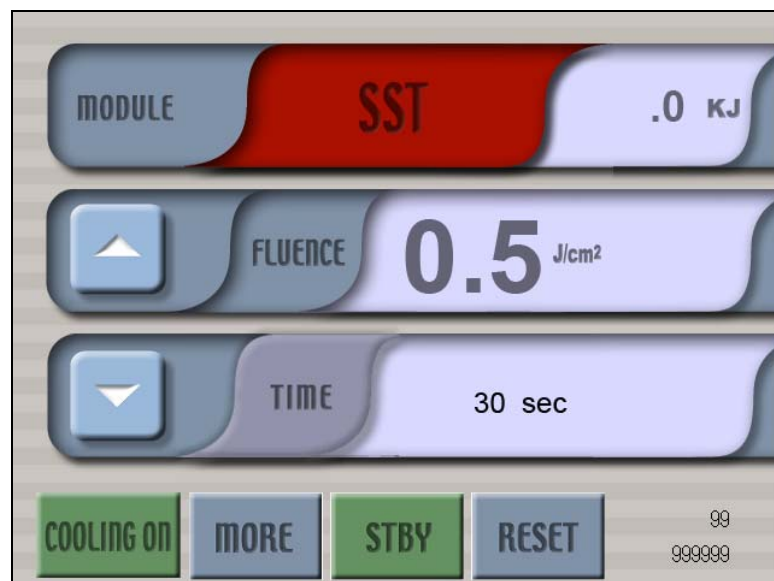 MODULE SST .0 KJ
FLUENCE 0.5 J/cm²
TIME 30 sec
COOLING ON MORE STBY RESET 99
999999